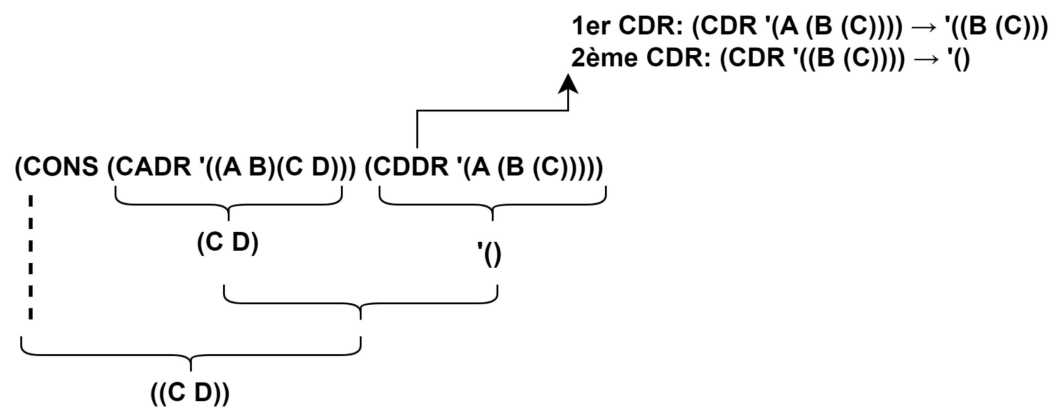 1er CDR: (CDR '(A (B (C)))) → '((B (C)))
2ème CDR: (CDR '((B (C)))) → '()
(CONS (CADR '((A B)(C D))) (CDDR '(A (B (C)))))
(C D)
'()
((C D))